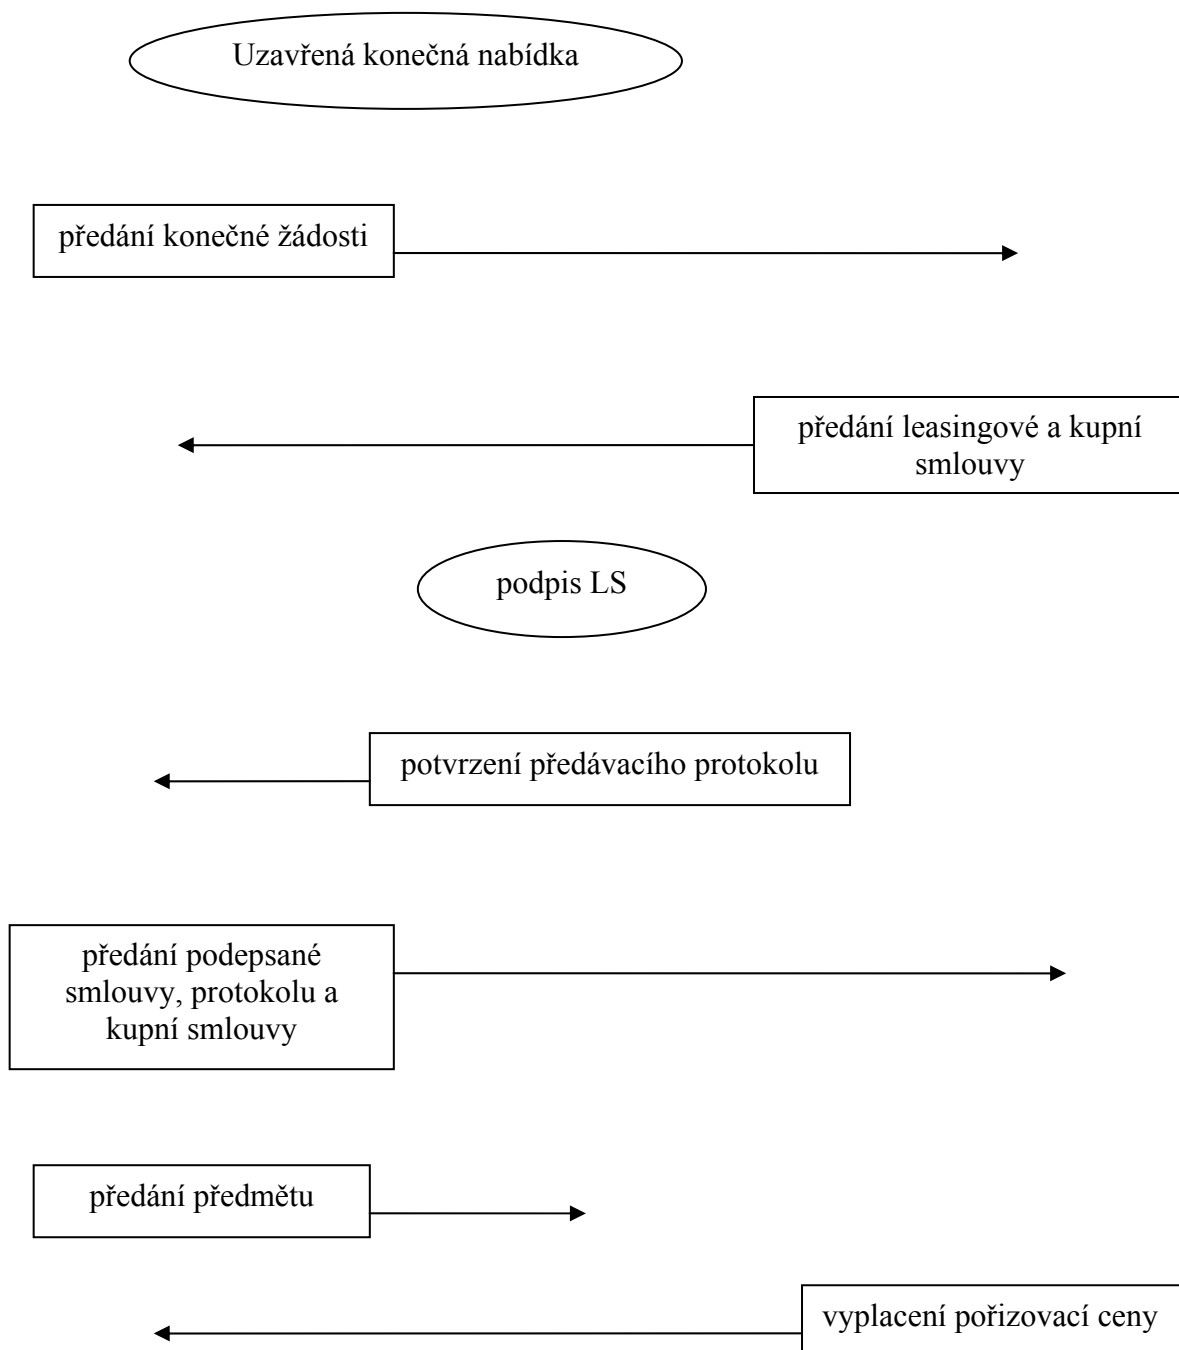 Uzavřená konečná nabídka
předání konečné žádosti
předání leasingové a kupní
smlouvy
podpis LS
potvrzení předávacího protokolu
předání podepsané
smlouvy, protokolu a
kupní smlouvy
předání předmětu
vyplacení pořizovací ceny